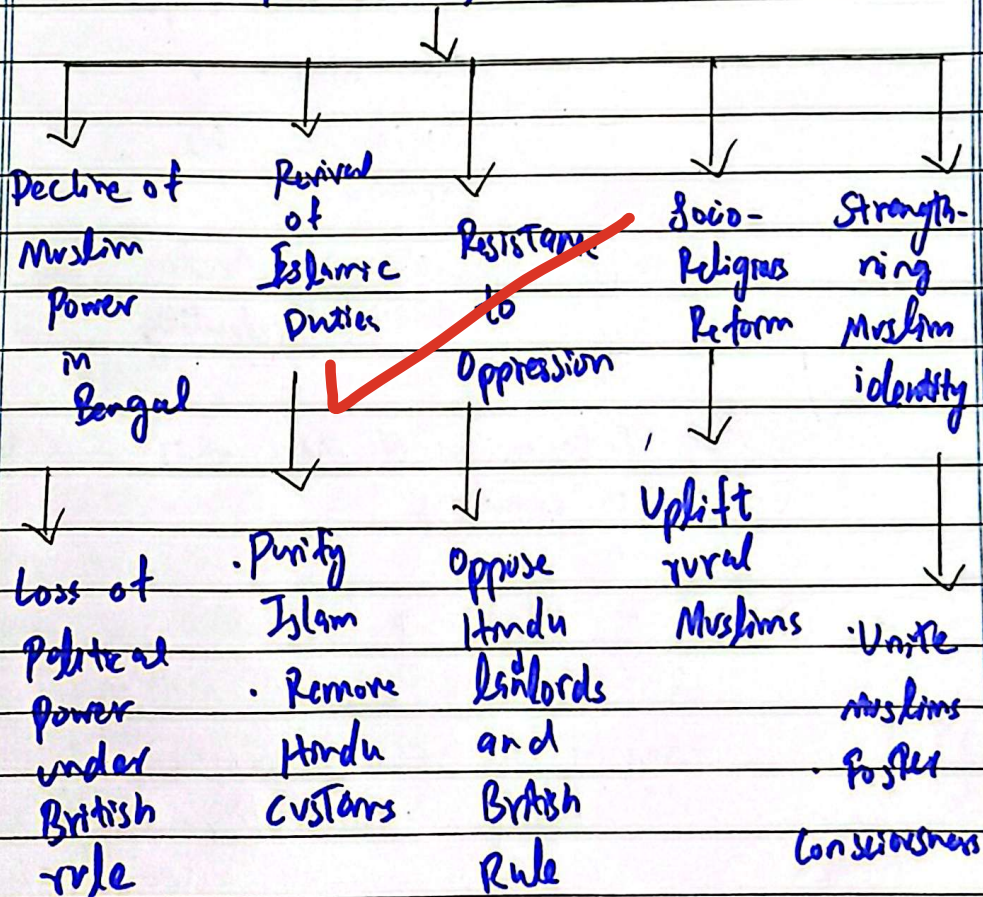 Decline of
Muslim
Power
in
Bengal
Revival
of
Islamic
Duties
Resistance
to
Oppression
Socio-
Religious
Reform
Strength-
ning
Muslim
identity
Loss of
Political
power
under
British
rule
. Purify
Islam
. Remove
Hindu
customs
Oppose
Hindu
landlords
and
British
Rule
Uplift
rural
Muslims
. Unite
Muslims
. Foster
Consciousness